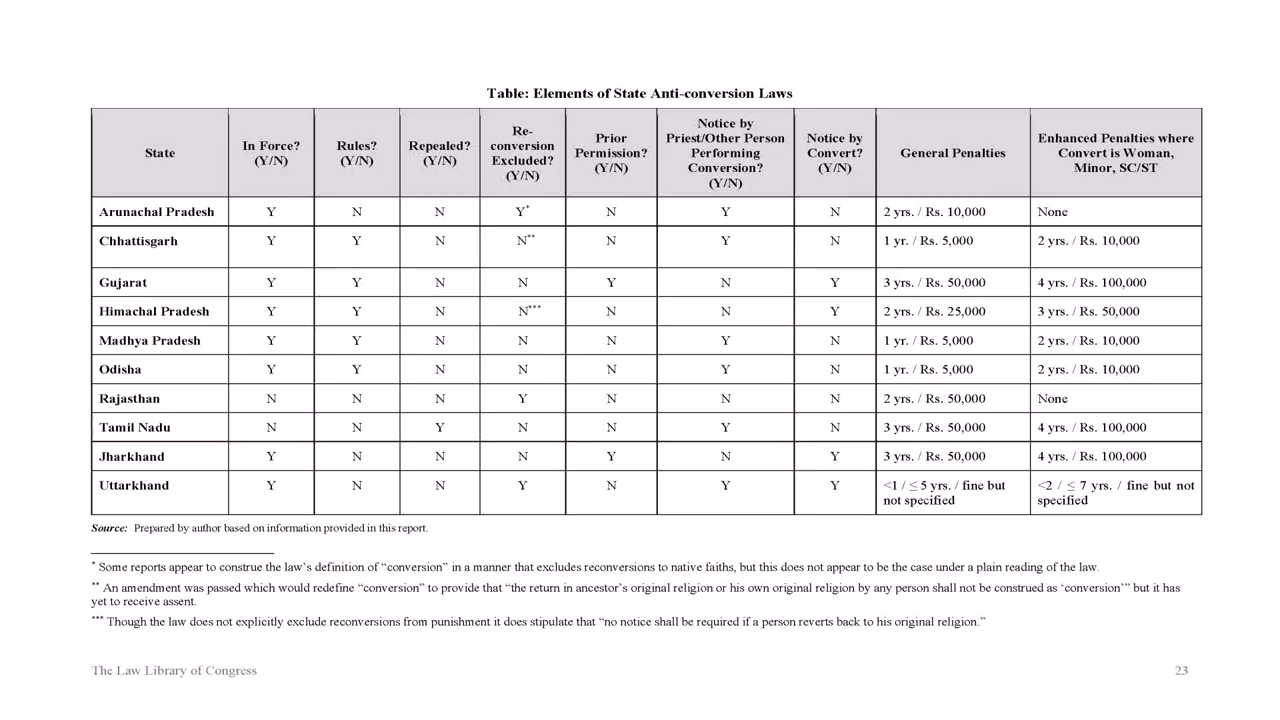 Table: Elements of State Anti-conversion Laws
State | In Force? (Y/N) | Rules? (Y/N) | Repealed? (Y/N) | Re-conversion Excluded? (Y/N) | Prior Permission? (Y/N) | Notice by Priest/Other Person Performing Conversion? (Y/N) | Notice by Convert? (Y/N) | General Penalties | Enhanced Penalties where Convert is Woman, Minor, SC/ST
Arunachal Pradesh | Y | N | N | Y* | N | Y | N | 2 yrs. / Rs. 10,000 | None
Chhattisgarh | Y | Y | N | N** | N | Y | N | 1 yr. / Rs. 5,000 | 2 yrs. / Rs. 10,000
Gujarat | Y | Y | N | N | Y | N | Y | 3 yrs. / Rs. 50,000 | 4 yrs. / Rs. 100,000
Himachal Pradesh | Y | Y | N | N*** | N | N | Y | 2 yrs. / Rs. 25,000 | 3 yrs. / Rs. 50,000
Madhya Pradesh | Y | Y | N | N | N | Y | N | 1 yr. / Rs. 5,000 | 2 yrs. / Rs. 10,000
Odisha | Y | Y | N | N | N | Y | N | 1 yr. / Rs. 5,000 | 2 yrs. / Rs. 10,000
Rajasthan | N | N | N | Y | N | N | N | 2 yrs. / Rs. 50,000 | None
Tamil Nadu | N | N | Y | N | N | Y | N | 3 yrs. / Rs. 50,000 | 4 yrs. / Rs. 100,000
Jharkhand | Y | N | N | N | Y | N | Y | 3 yrs. / Rs. 50,000 | 4 yrs. / Rs. 100,000
Uttarkhand | Y | N | N | Y | N | Y | Y | <1 / ≤ 5 yrs. / fine but not specified | <2 / ≤ 7 yrs. / fine but not specified
Source: Prepared by author based on information provided in this report.
* Some reports appear to construe the law’s definition of “conversion” in a manner that excludes reconversions to native faiths, but this does not appear to be the case under a plain reading of the law.
** An amendment was passed which would redefine “conversion” to provide that “the return in ancestor’s original religion or his own original religion by any person shall not be construed as ‘conversion’” but it has
yet to receive assent.
*** Though the law does not explicitly exclude reconversions from punishment it does stipulate that “no notice shall be required if a person reverts back to his original religion.”
The Law Library of Congress 23